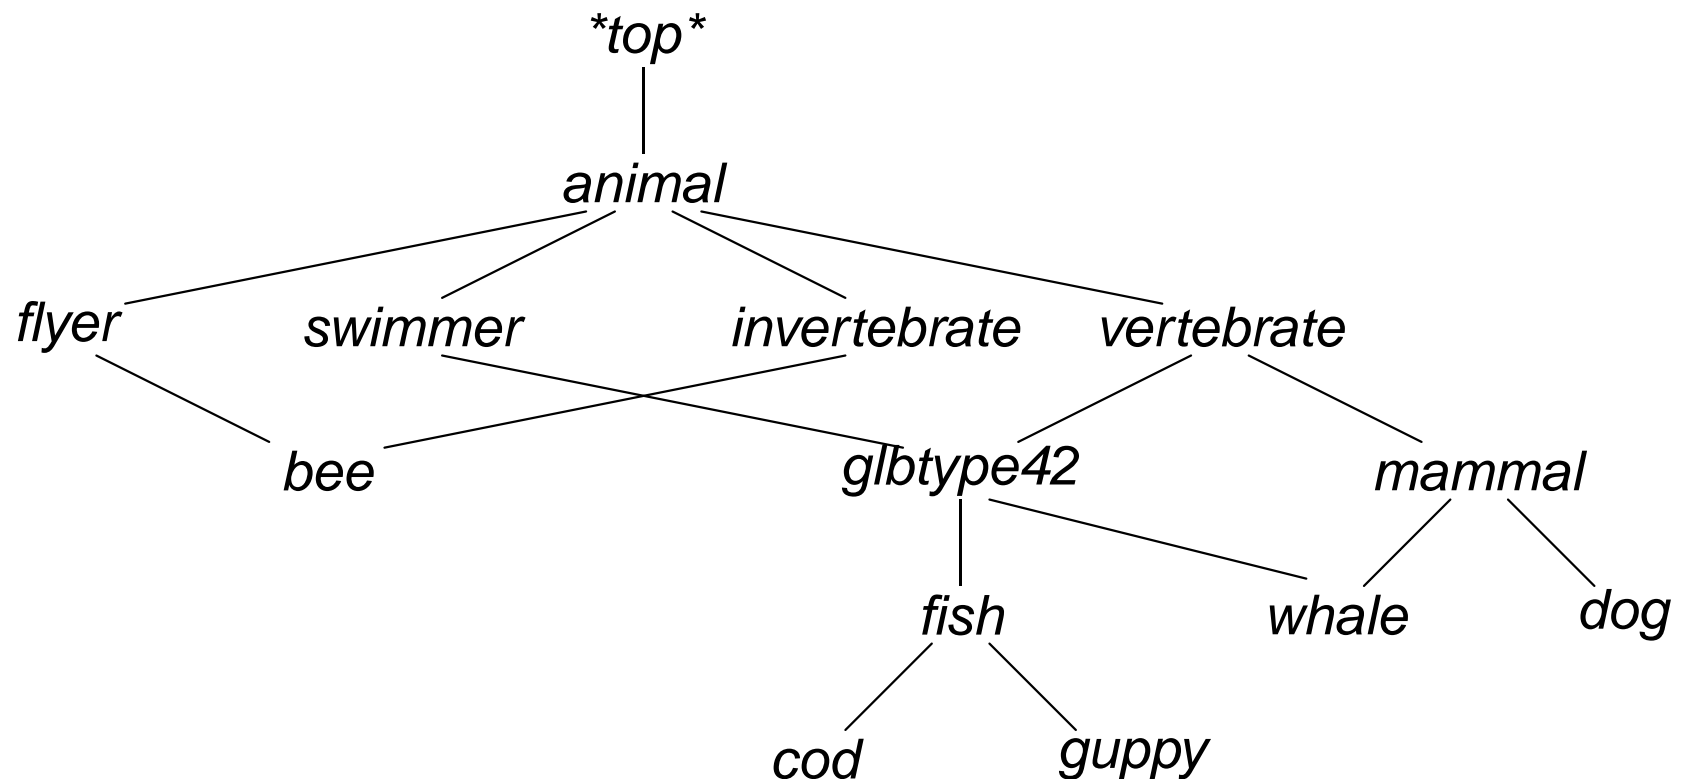 *top*
animal
flyer swimmer invertebrate vertebrate
bee glbtype42 mammal
fish whale dog
cod guppy